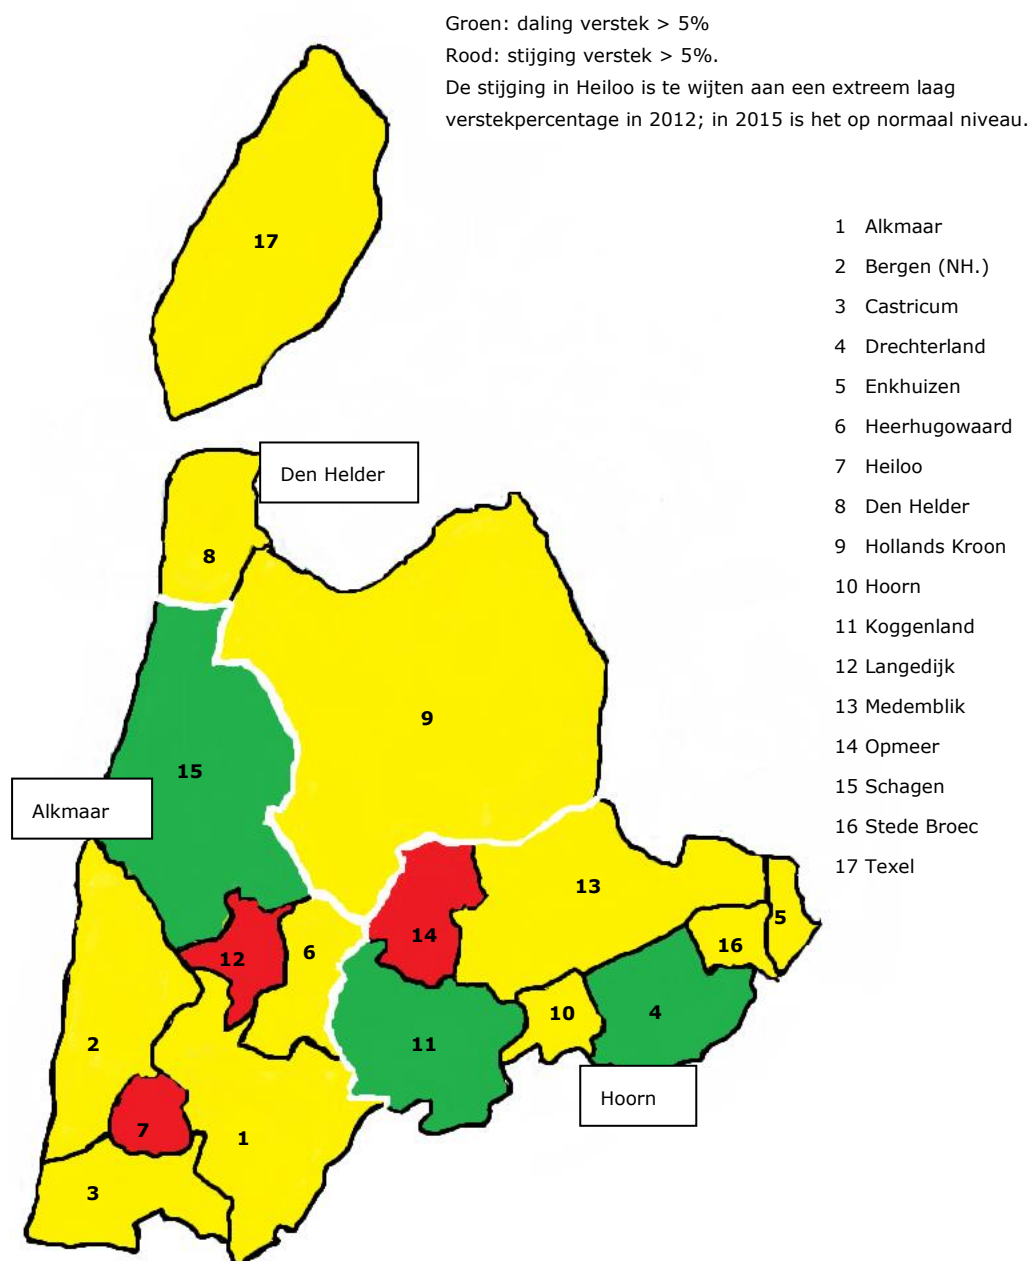 Groen: daling verstek > 5%
Rood: stijging verstek > 5%.
De stijging in Heiloo is te wijten aan een extreem laag
verstekpercentage in 2012; in 2015 is het op normaal niveau.
17
1 Alkmaar
2 Bergen (NH.)
3 Castricum
4 Drechterland
5 Enkhuizen
6 Heerhugowaard
7 Heiloo
8 Den Helder
9 Hollands Kroon
10 Hoorn
11 Koggenland
12 Langedijk
13 Medemblik
14 Opmeer
15 Schagen
16 Stede Broec
17 Texel
Den Helder
8
9
15
Alkmaar
13
5
16
14
6
12
10
4
11
2
Hoorn
7
1
3